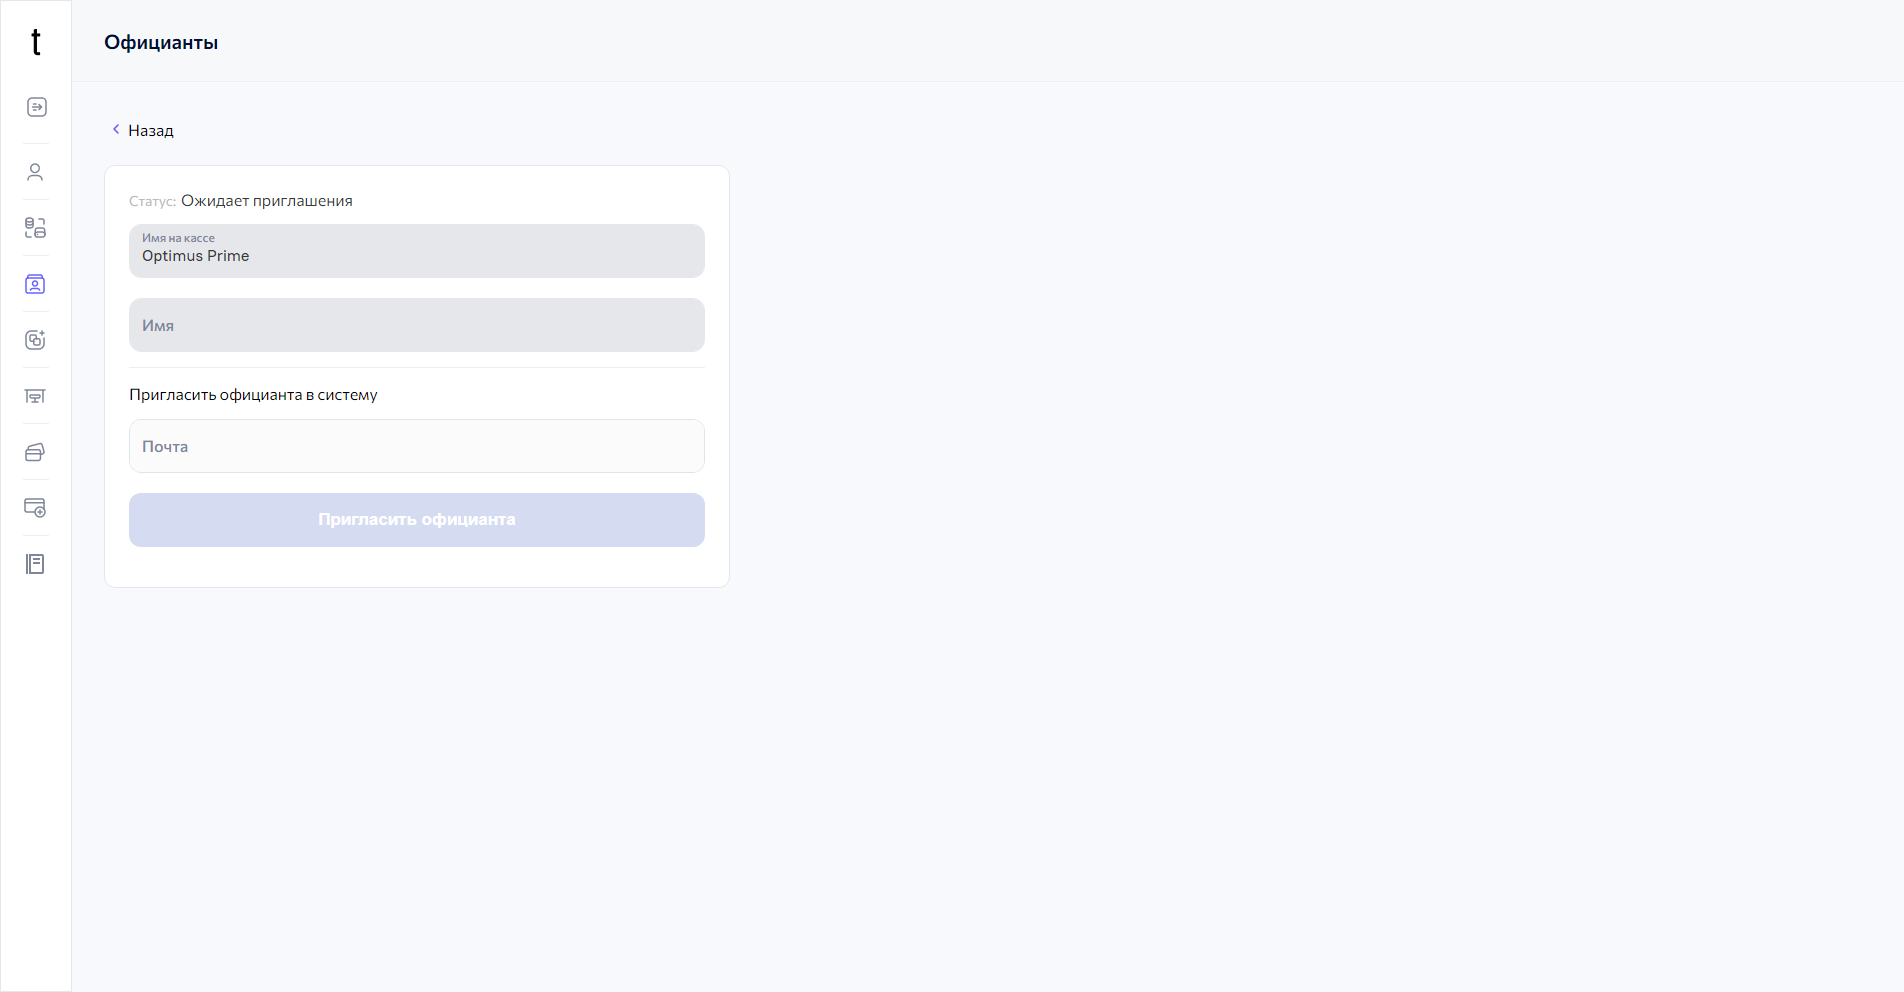 t
Официанты
Назад
Статус: Ожидает приглашения
Имя на кассе
Optimus Prime
Имя
Пригласить официанта в систему
Почта
Пригласить официанта